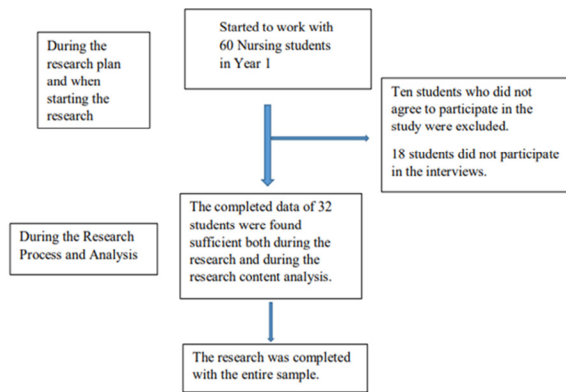 During the
research plan
and when
starting the
research
Started to work with
60 Nursing students
in Year 1
Ten students who did not
agree to participate in the
study were excluded.
18 students did not participate
in the interviews.
During the Research
Process and Analysis
The completed data of 32
students were found
sufficient both during the
research and during the
research content analysis.
The research was completed
with the entire sample.